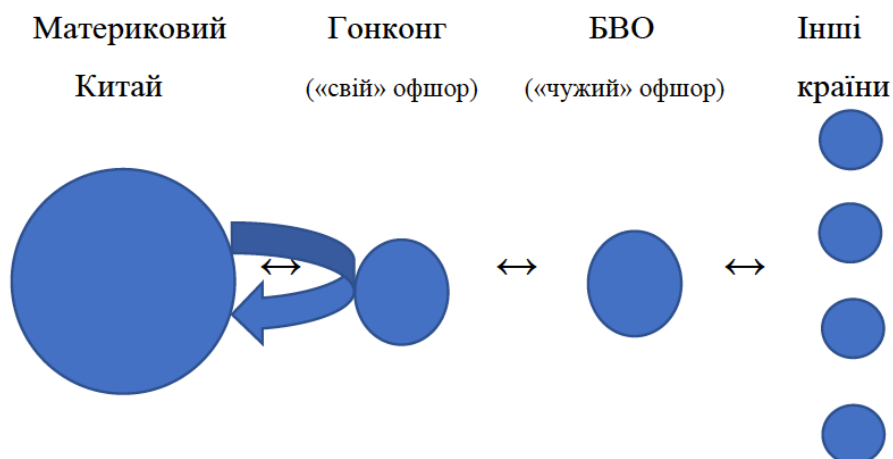 Материковий Гонконг БВО Інші
Китай («свій» офшор) («чужий» офшор) країни
↔ ↔ ↔